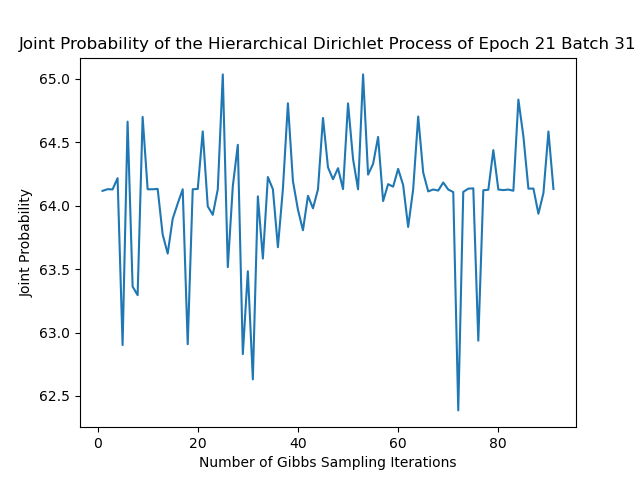 Joint Probability of the Hierarchical Dirichlet Process of Epoch 21 Batch 31
65.0
64.5
64.0
63.5
63.0
62.5
Joint Probability
0 20 40 60 80
Number of Gibbs Sampling Iterations